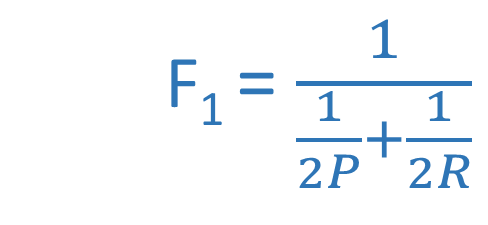 F₁ = 1
1 1
2P + 2R